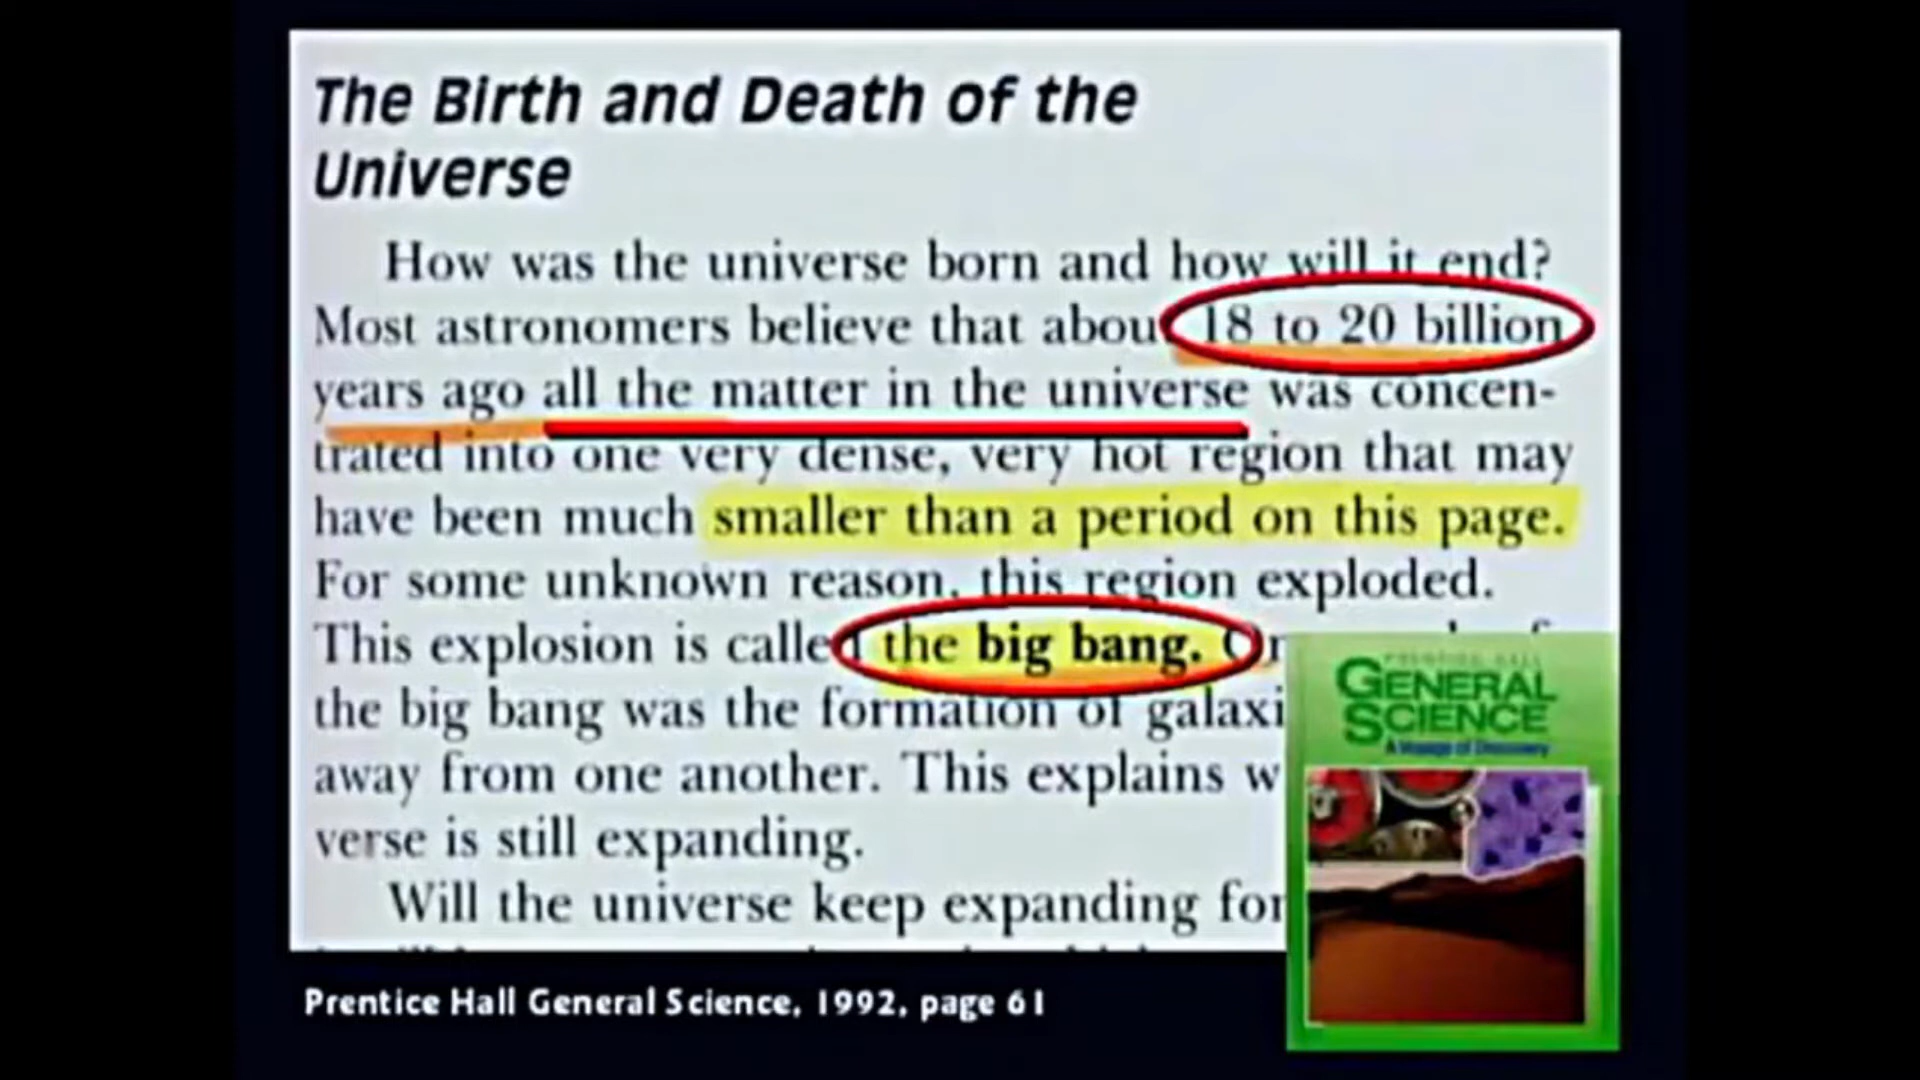 The Birth and Death of the
Universe
How was the universe born and how will it end?
Most astronomers believe that about 18 to 20 billion
years ago all the matter in the universe was concen-
trated into one very dense, very hot region that may
have been much smaller than a period on this page.
For some unknown reason, this region exploded.
This explosion is called the big bang.
the big bang was the formation of
away from one another. This explains
verse is still expanding.
Will the universe keep expanding
PRENTICE HALL
GENERAL
SCIENCE
A Voyage of Discovery
Prentice Hall General Science, 1992, page 61